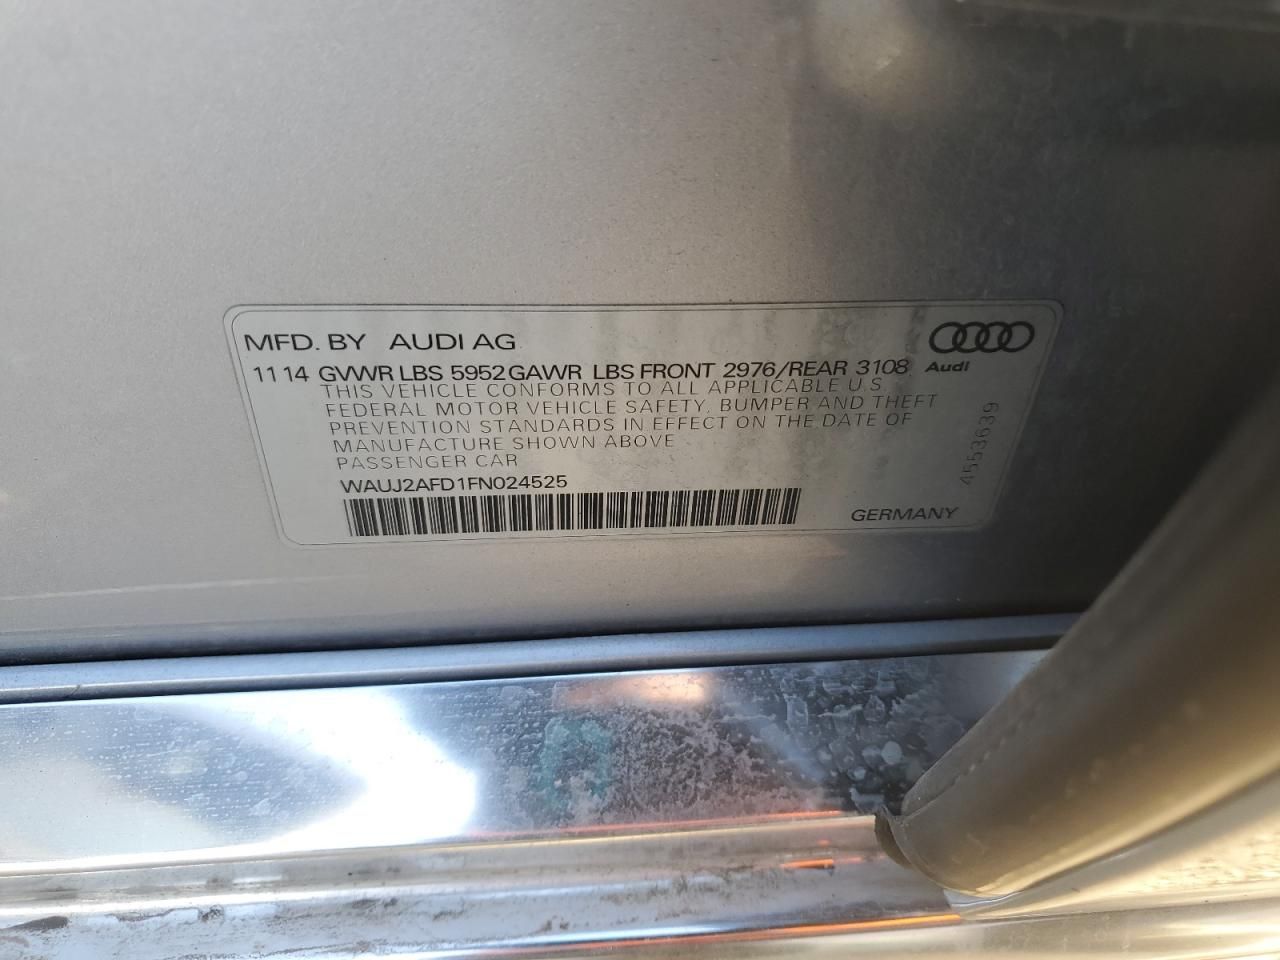 MFD. BY AUDI AG
11 14 GVWR LBS 5952 GAWR LBS FRONT 2976/REAR 3108
Audi
THIS VEHICLE CONFORMS TO ALL APPLICABLE U.S.
FEDERAL MOTOR VEHICLE SAFETY, BUMPER AND THEFT
PREVENTION STANDARDS IN EFFECT ON THE DATE OF
MANUFACTURE SHOWN ABOVE
PASSENGER CAR
WAUJ2AFD1FN024525
GERMANY
4553639